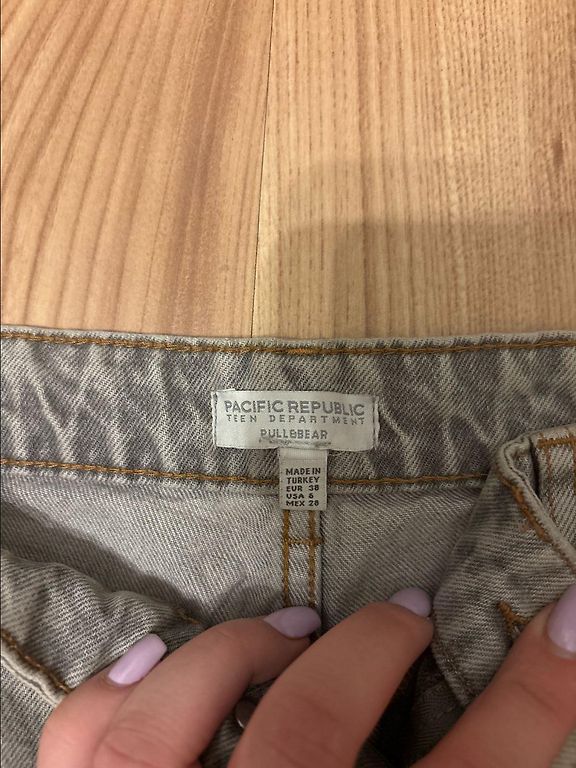 PACIFIC REPUBLIC
TEEN DEPARTMENT
PULL&BEAR
MADE IN
TURKEY
EUR 38
USA 6
MEX 28